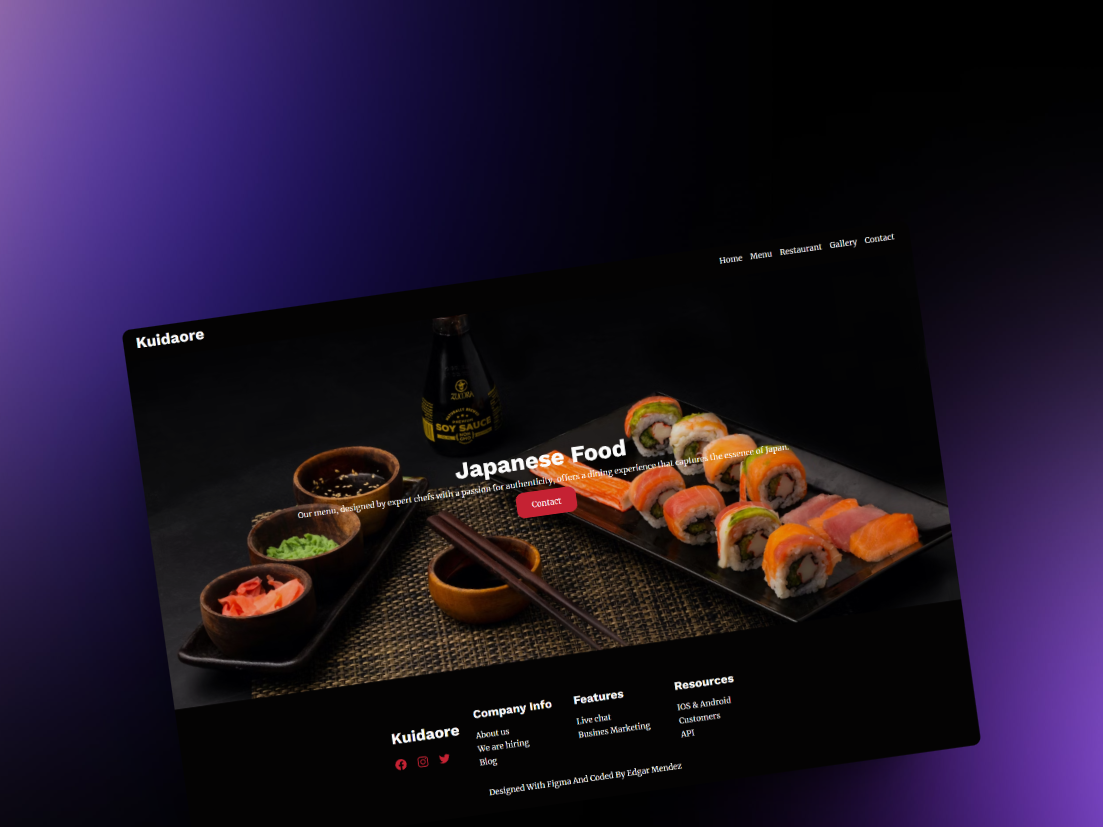 Kuidaore
Home Menu Restaurant Gallery Contact
SOY SAUCE
Japanese Food
Our menu, designed by expert chefs with a passion for authenticity, offers a dining experience that captures the essence of Japan.
Contact
Kuidaore
Company Info
About us
We are hiring
Blog
Features
Live chat
Busines Marketing
Resources
IOS & Android
Customers
API
Designed With Figma And Coded By Edgar Mendez